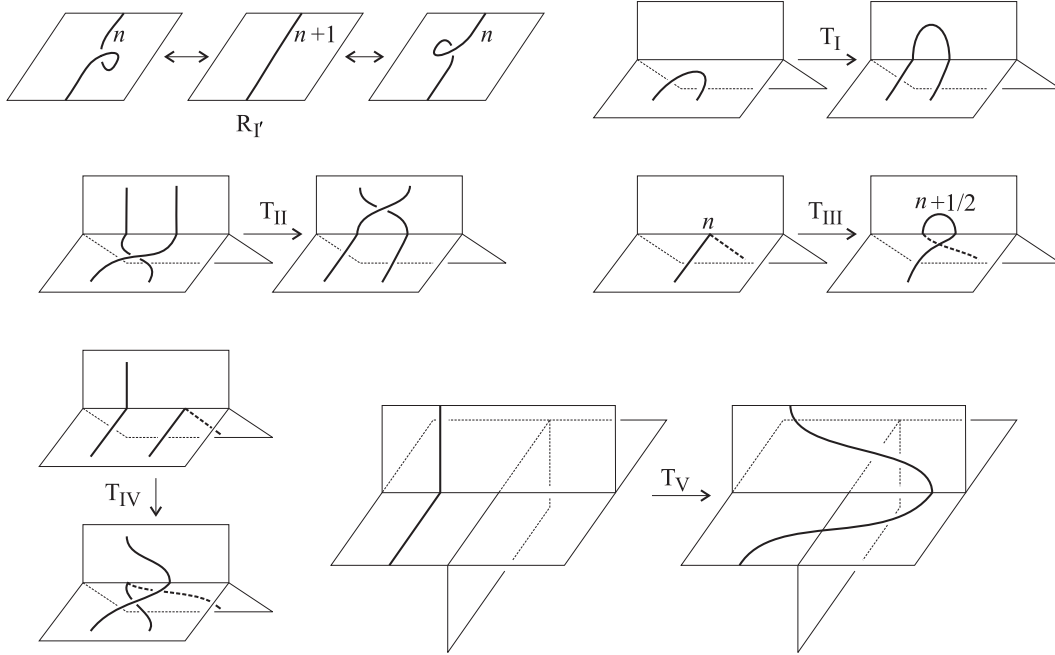 n
n+1
n
R_I′
T_I
T_II
n
T_III
n+1/2
T_IV
T_V